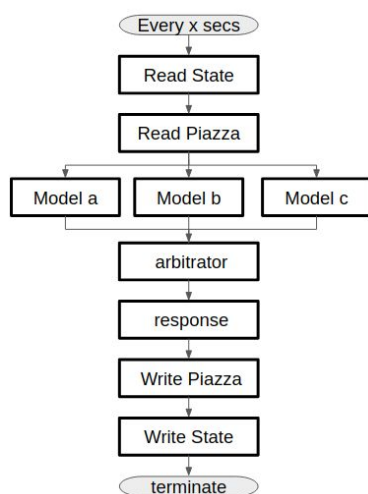 Every x secs
Read State
Read Piazza
Model a
Model b
Model c
arbitrator
response
Write Piazza
Write State
terminate